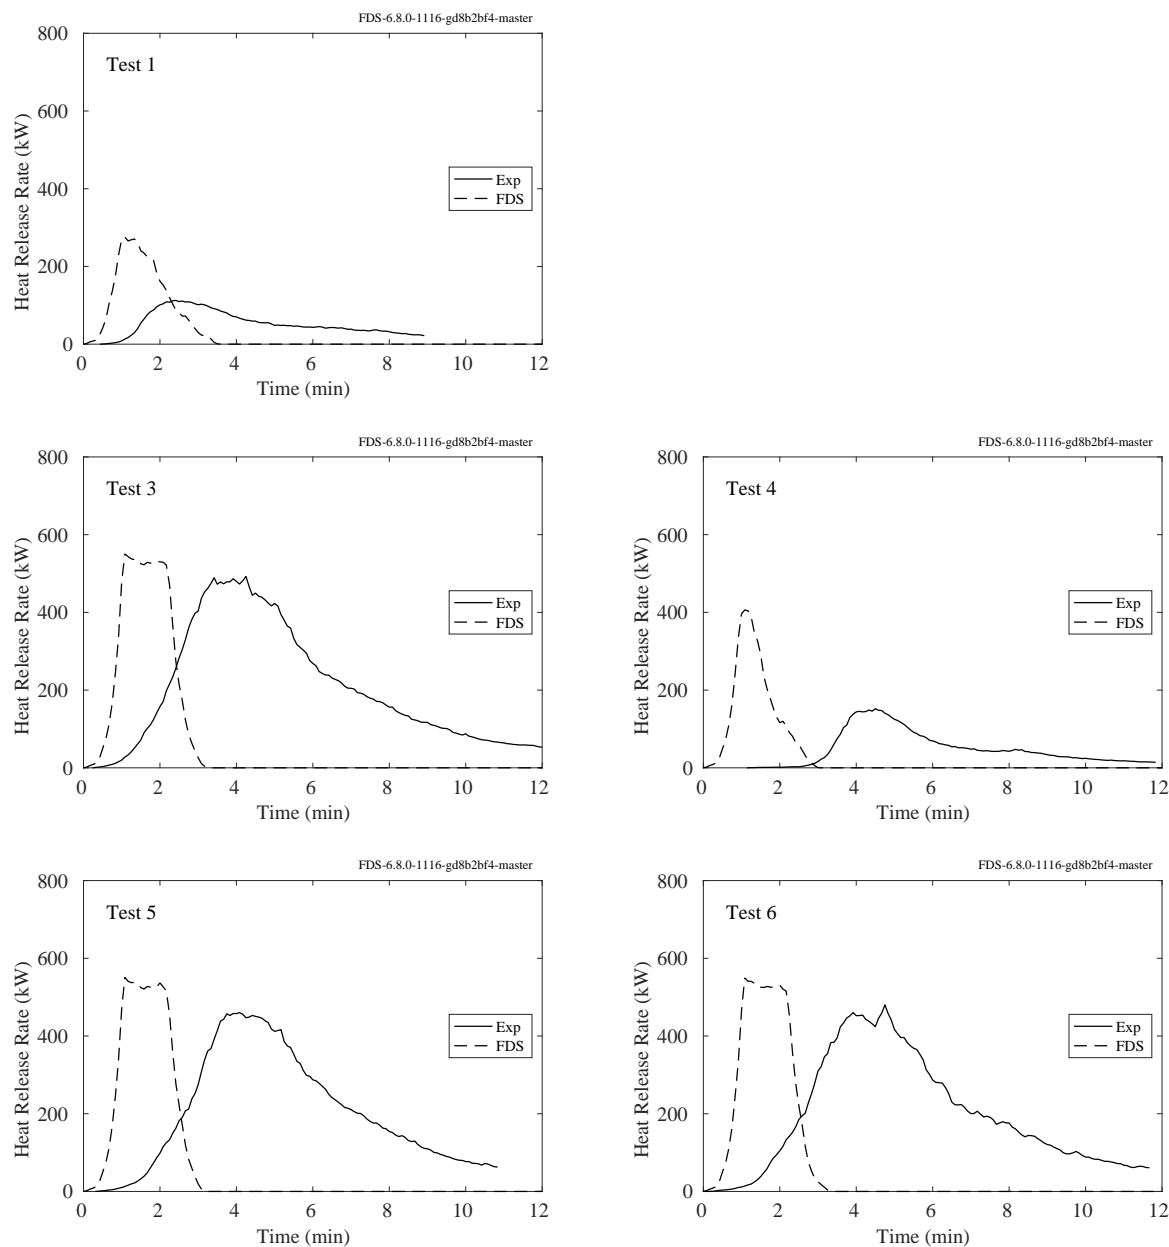 FDS-6.8.0-1116-gd8b2bf4-master
Test 1
Heat Release Rate (kW)
800
600
400
200
0
Exp
FDS
0 2 4 6 8 10 12
Time (min)
FDS-6.8.0-1116-gd8b2bf4-master
Test 3
Heat Release Rate (kW)
800
600
400
200
0
Exp
FDS
0 2 4 6 8 10 12
Time (min)
FDS-6.8.0-1116-gd8b2bf4-master
Test 4
Heat Release Rate (kW)
800
600
400
200
0
Exp
FDS
0 2 4 6 8 10 12
Time (min)
FDS-6.8.0-1116-gd8b2bf4-master
Test 5
Heat Release Rate (kW)
800
600
400
200
0
Exp
FDS
0 2 4 6 8 10 12
Time (min)
FDS-6.8.0-1116-gd8b2bf4-master
Test 6
Heat Release Rate (kW)
800
600
400
200
0
Exp
FDS
0 2 4 6 8 10 12
Time (min)